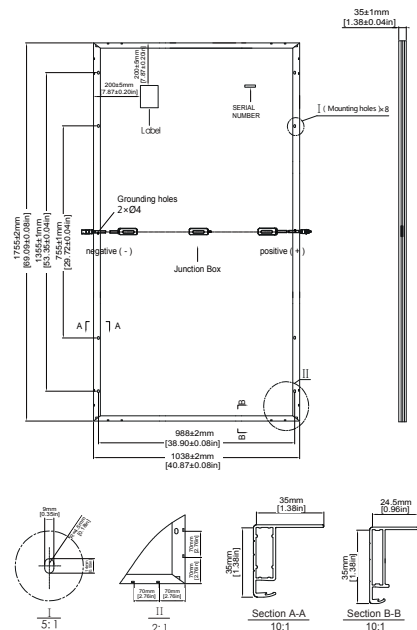 35±1mm
[1.38±0.04in]
200±5mm
[7.87±0.20in]
200±5mm
[7.87±0.20in]
Label
SERIAL
NUMBER
I ( Mounting holes )×8
1755±2mm
[69.09±0.08in]
1355±1mm
[53.35±0.04in]
755±1mm
[29.72±0.04in]
Grounding holes
2×Ø4
negative ( - )
positive ( + )
Junction Box
A
A
II
B
B
988±2mm
[38.90±0.08in]
1038±2mm
[40.87±0.08in]
9mm
[0.35in]
I
5:1
70mm
[2.76in]
70mm
[2.76in]
70mm
[2.76in]
70mm
[2.76in]
II
2:1
35mm
[1.38in]
35mm
[1.38in]
Section A-A
10:1
24.5mm
[0.96in]
35mm
[1.38in]
Section B-B
10:1